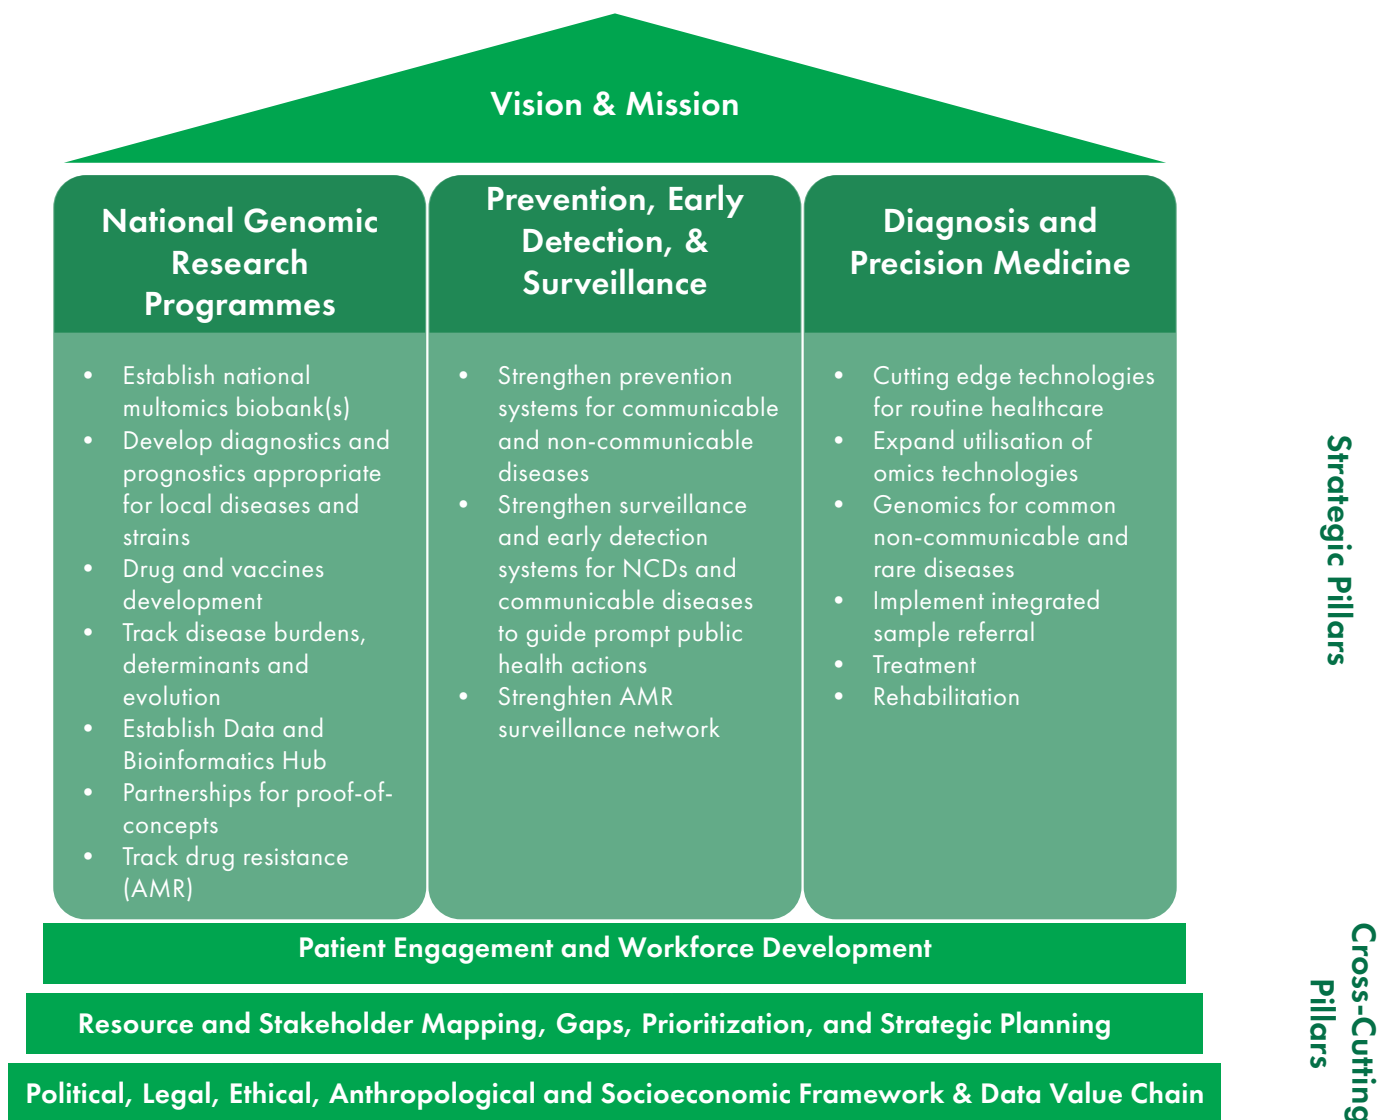 Vision & Mission
National Genomic
Research
Programmes
• Establish national
multomics biobank(s)
• Develop diagnostics and
prognostics appropriate
for local diseases and
strains
• Drug and vaccines
development
• Track disease burdens,
determinants and
evolution
• Establish Data and
Bioinformatics Hub
• Partnerships for proof-of-
concepts
• Track drug resistance
(AMR)
Prevention, Early
Detection, &
Surveillance
• Strengthen prevention
systems for communicable
and non-communicable
diseases
• Strengthen surveillance
and early detection
systems for NCDs and
communicable diseases
to guide prompt public
health actions
• Strenghten AMR
surveillance network
Diagnosis and
Precision Medicine
• Cutting edge technologies
for routine healthcare
• Expand utilisation of
omics technologies
• Genomics for common
non-communicable and
rare diseases
• Implement integrated
sample referral
• Treatment
• Rehabilitation
Strategic Pillars
Patient Engagement and Workforce Development
Resource and Stakeholder Mapping, Gaps, Prioritization, and Strategic Planning
Political, Legal, Ethical, Anthropological and Socioeconomic Framework & Data Value Chain
Cross-Cutting
Pillars